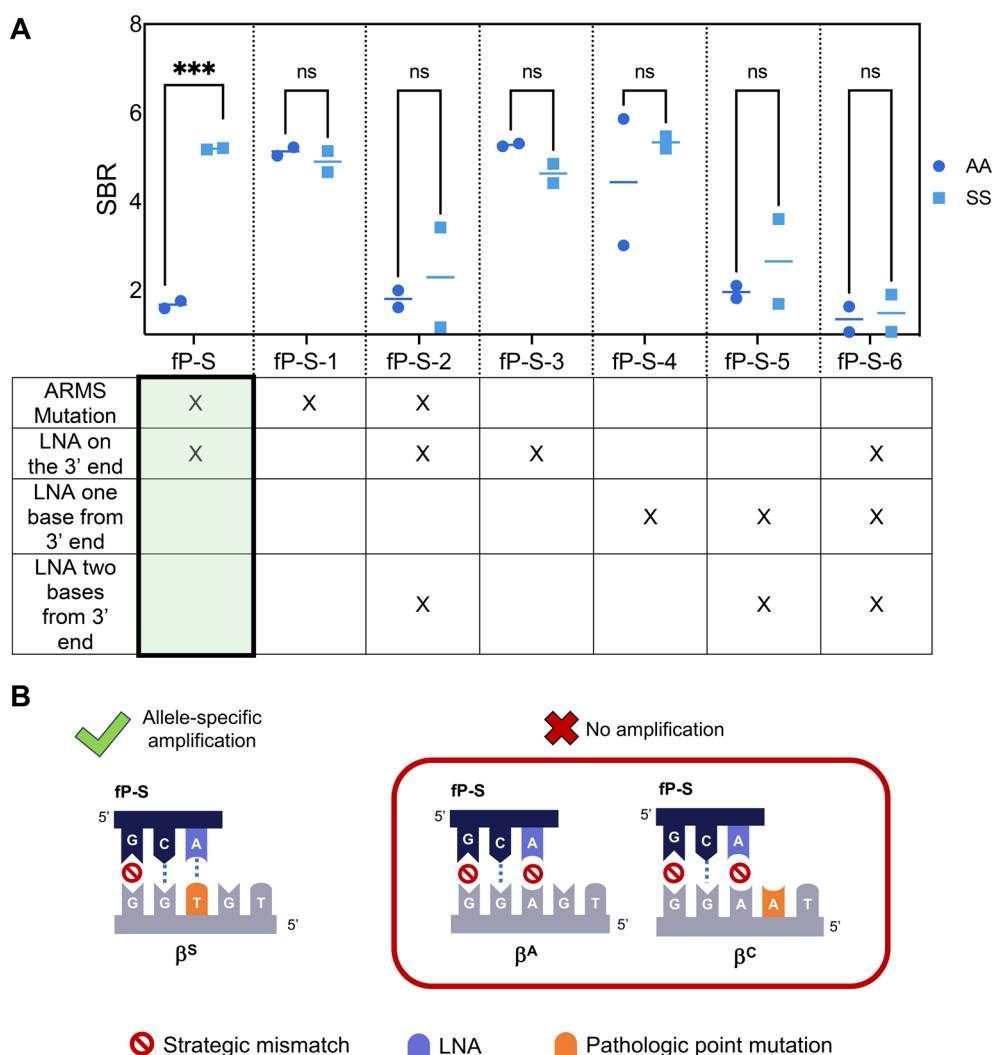 A
8
6
4
2
SBR
*** ns ns ns ns ns ns
AA
SS
fP-S fP-S-1 fP-S-2 fP-S-3 fP-S-4 fP-S-5 fP-S-6
ARMS
Mutation
X X X
LNA on
the 3' end
X X X X
LNA one
base from
3' end
X X X
LNA two
bases
from 3'
end
X X X
B
Allele-specific
amplification
No amplification
fP-S
5'
G C A
G G T G T
5'
βS
fP-S
5'
G C A
G G A G T
5'
βA
fP-S
5'
G C A
G G A A T
5'
βC
Strategic mismatch
LNA
Pathologic point mutation